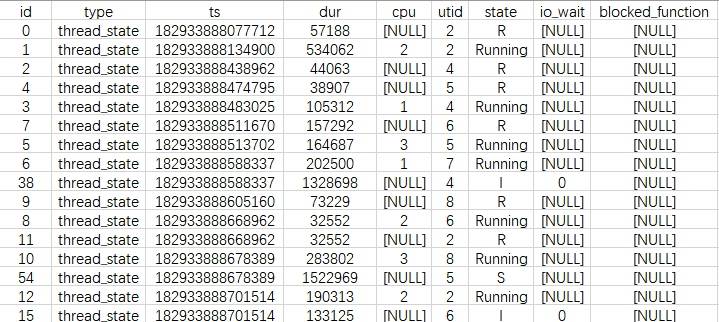 id type ts dur cpu utid state io_wait blocked_function
0 thread_state 182933888077712 57188 [NULL] 2 R [NULL] [NULL]
1 thread_state 182933888134900 534062 2 2 Running [NULL] [NULL]
2 thread_state 182933888438962 44063 [NULL] 4 R [NULL] [NULL]
4 thread_state 182933888474795 38907 [NULL] 5 R [NULL] [NULL]
3 thread_state 182933888483025 105312 1 4 Running [NULL] [NULL]
7 thread_state 182933888511670 157292 [NULL] 6 R [NULL] [NULL]
5 thread_state 182933888513702 164687 3 5 Running [NULL] [NULL]
6 thread_state 182933888588337 202500 1 7 Running [NULL] [NULL]
38 thread_state 182933888588337 1328698 [NULL] 4 I 0 [NULL]
9 thread_state 182933888605160 73229 [NULL] 8 R [NULL] [NULL]
8 thread_state 182933888668962 32552 2 6 Running [NULL] [NULL]
11 thread_state 182933888668962 32552 [NULL] 2 R [NULL] [NULL]
10 thread_state 182933888678389 283802 3 8 Running [NULL] [NULL]
54 thread_state 182933888678389 1522969 [NULL] 5 S [NULL] [NULL]
12 thread_state 182933888701514 190313 2 2 Running [NULL] [NULL]
15 thread_state 182933888701514 133125 [NULL] 6 I 0 [NULL]